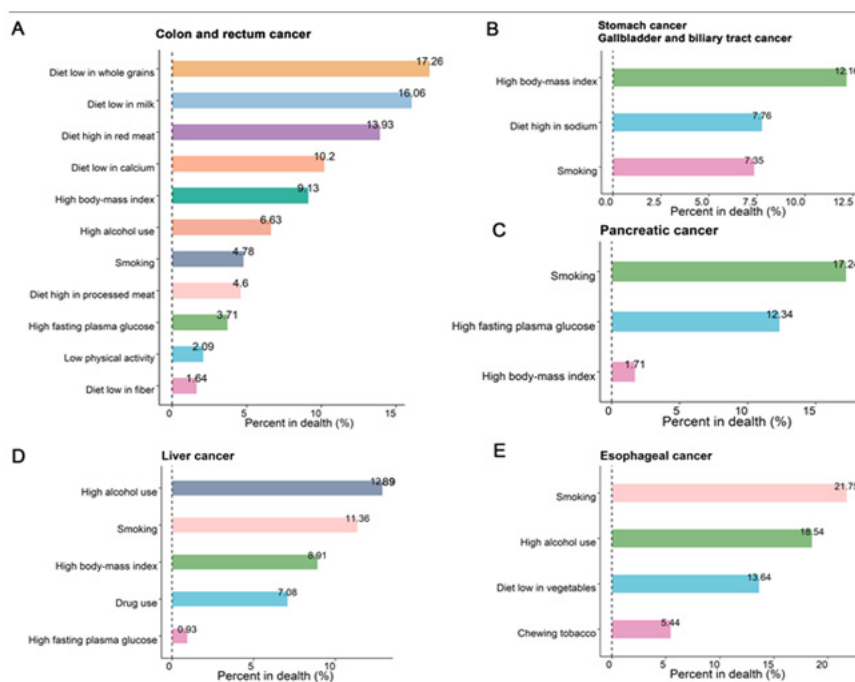 A
Colon and rectum cancer
Diet low in whole grains
17.26
Diet low in milk
16.06
Diet high in red meat
13.93
Diet low in calcium
10.2
High body-mass index
9.13
High alcohol use
6.63
Smoking
4.78
Diet high in processed meat
4.6
High fasting plasma glucose
3.71
Low physical activity
2.09
Diet low in fiber
1.64
0 5 10 15
Percent in dealth (%)
B
Stomach cancer
Gallbladder and biliary tract cancer
High body-mass index
12.16
Diet high in sodium
7.76
Smoking
7.35
0.0 2.5 5.0 7.5 10.0 12.5
Percent in dealth (%)
C
Pancreatic cancer
Smoking
17.24
High fasting plasma glucose
12.34
High body-mass index
1.71
0 5 10 15
Percent in dealth (%)
D
Liver cancer
High alcohol use
Smoking
11.36
High body-mass index
8.91
Drug use
7.08
High fasting plasma glucose
0.93
0 5 10
Percent in dealth (%)
E
Esophageal cancer
Smoking
High alcohol use
18.54
Diet low in vegetables
13.64
Chewing tobacco
5.44
0 5 10 15 20
Percent in dealth (%)